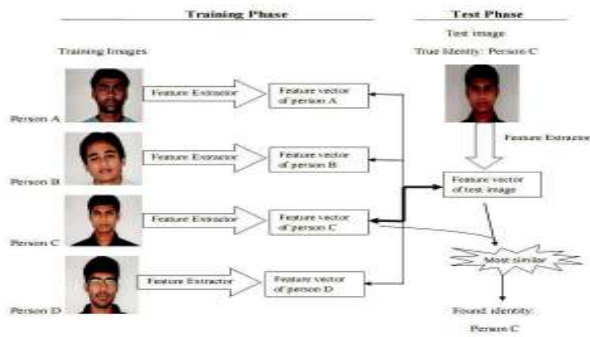 Training Phase
Test Phase
Training Images
Test image
True Identity: Person C
Person A
Feature Extractor
Feature vector
of person A
Person B
Feature Extractor
Feature vector
of person B
Person C
Feature Extractor
Feature vector
of person C
Person D
Feature Extractor
Feature vector
of person D
Feature Extractor
Feature vector
of test image
Most similar
Found identity:
Person C